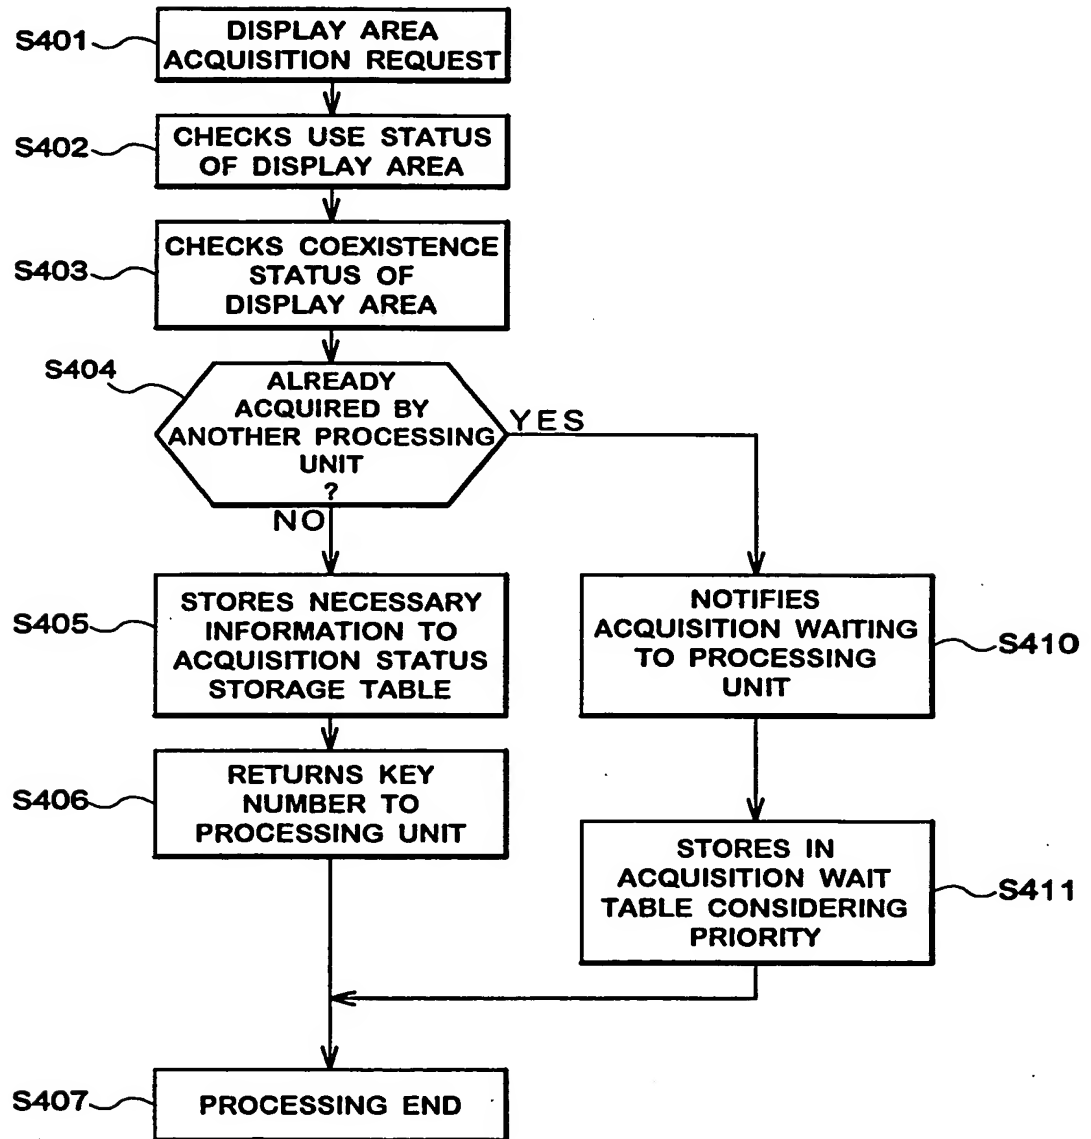 S401
DISPLAY AREA
ACQUISITION REQUEST
S402
CHECKS USE STATUS
OF DISPLAY AREA
S403
CHECKS COEXISTENCE
STATUS OF
DISPLAY AREA
S404
ALREADY
ACQUIRED BY
ANOTHER PROCESSING
UNIT
?
YES
NO
S405
STORES NECESSARY
INFORMATION TO
ACQUISITION STATUS
STORAGE TABLE
NOTIFIES
ACQUISITION WAITING
TO PROCESSING
UNIT
S410
S406
RETURNS KEY
NUMBER TO
PROCESSING UNIT
STORES IN
ACQUISITION WAIT
TABLE CONSIDERING
PRIORITY
S411
S407
PROCESSING END